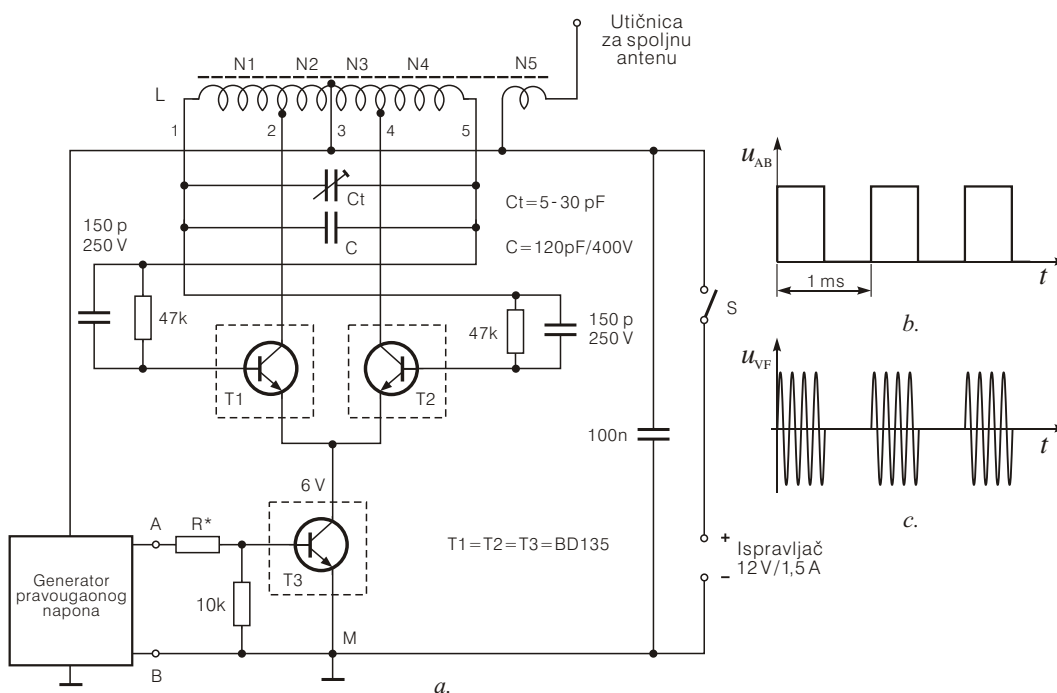 Utičnica
za spoljnu
antenu
N1
N2
N3
N4
N5
L
1
2
3
4
5
Ct
C
Ct=5-30 pF
C=120pF/400V
150 p
250 V
47k
47k
150 p
250 V
T1
T2
100n
S
6 V
A
R*
T3
T1=T2=T3=BD135
Generator
pravougaonog
napona
10k
M
B
+
Ispravljač
12V/1,5 A
−
a.
uAB
1 ms
t
b.
uVF
t
c.